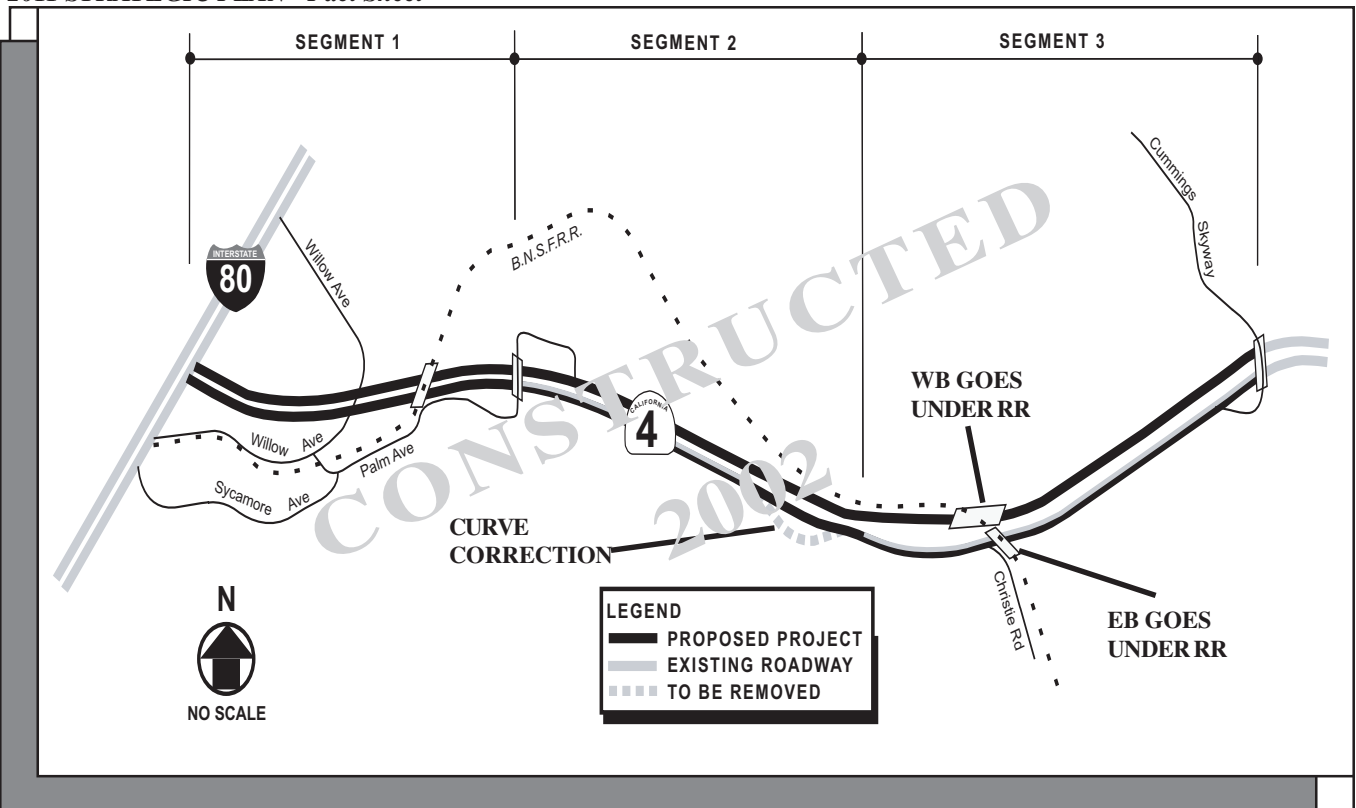 SEGMENT 1
SEGMENT 2
SEGMENT 3
Cummings
Skyway
INTERSTATE
80
Willow Ave
B.N.S.F.R.R.
CONSTRUCTED
2002
CALIFORNIA
4
WB GOES
UNDER RR
Willow Ave
Palm Ave
Sycamore Ave
CURVE
CORRECTION
Christie Rd
EB GOES
UNDER RR
N
NO SCALE
LEGEND
PROPOSED PROJECT
EXISTING ROADWAY
TO BE REMOVED